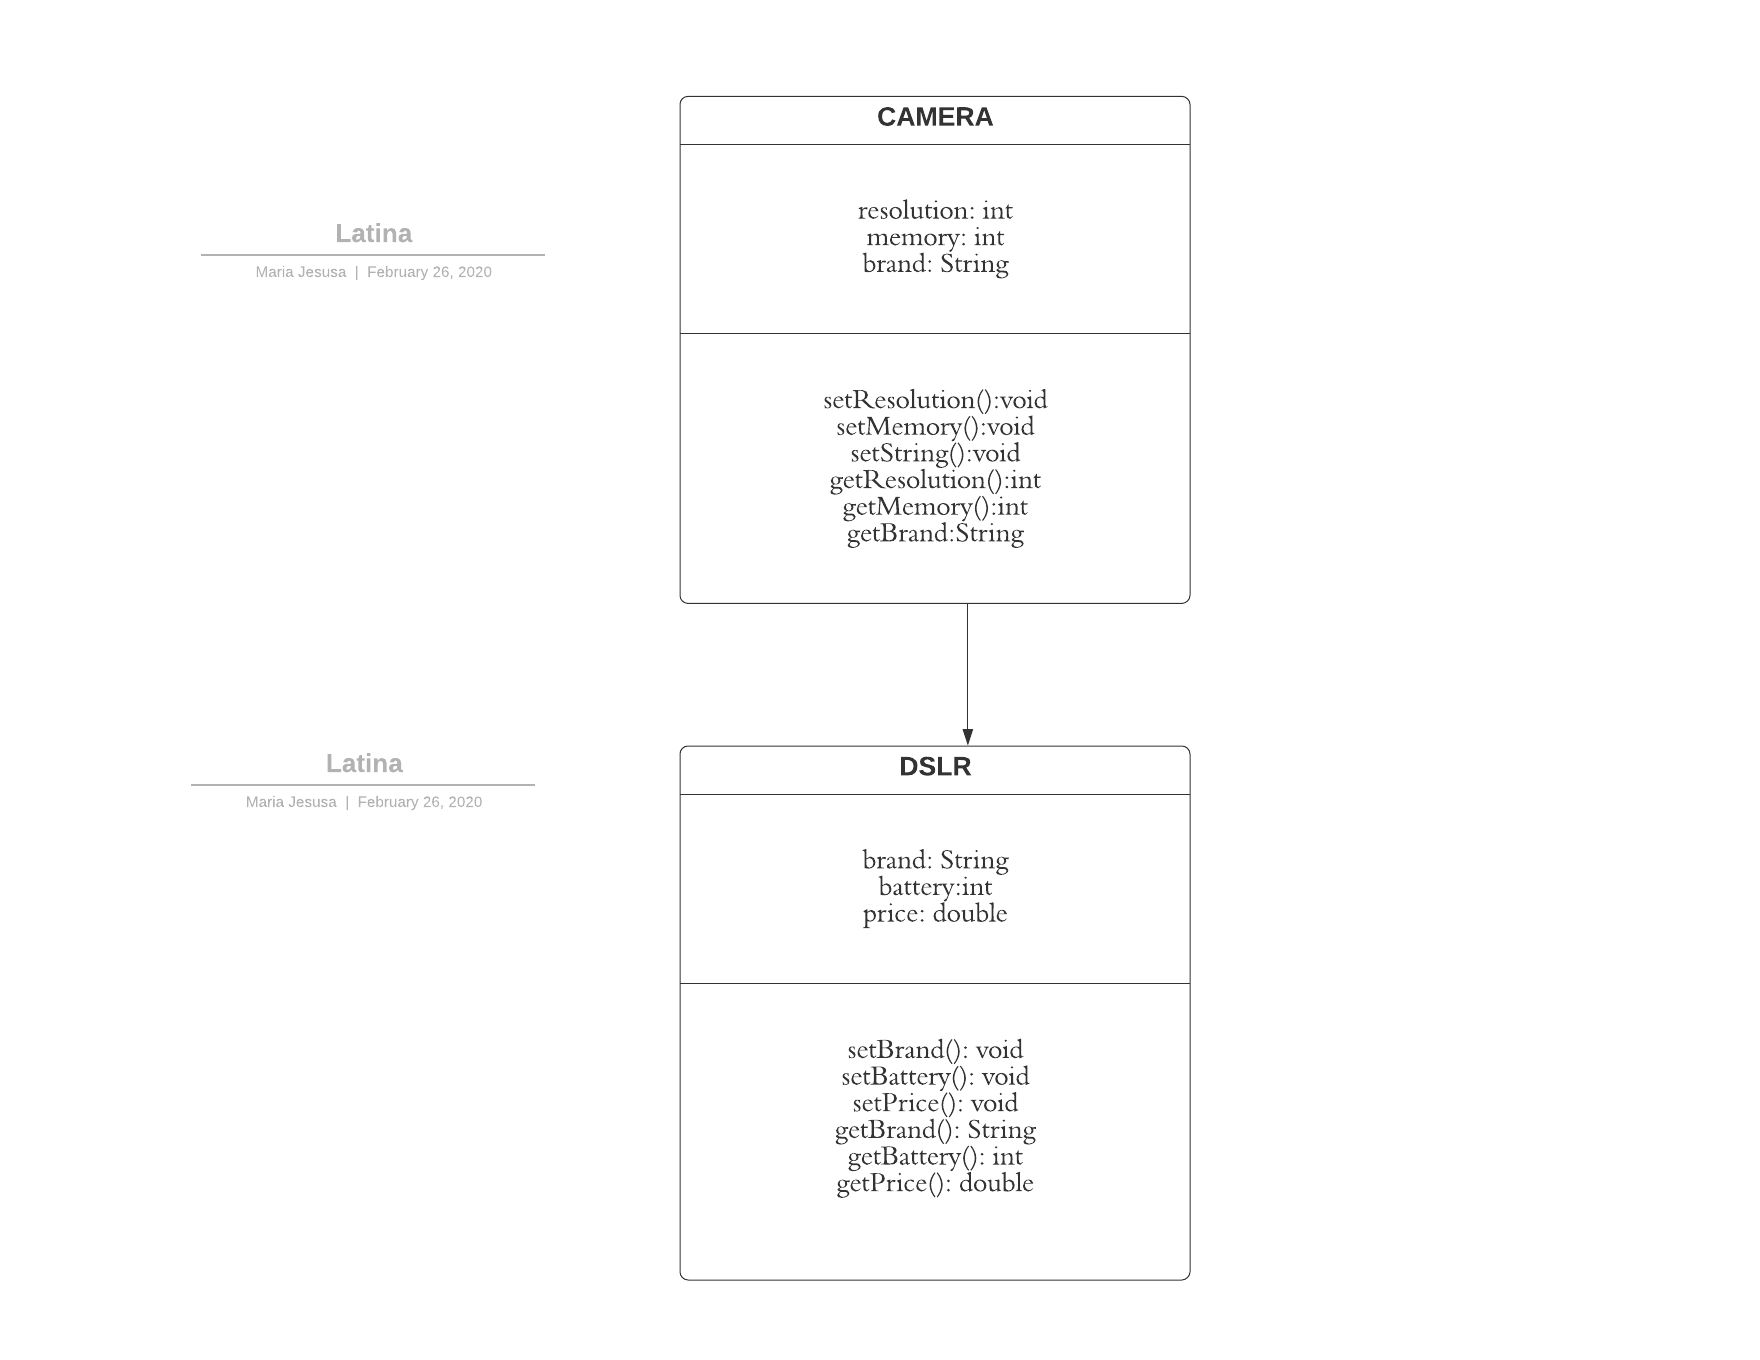 CAMERA
resolution: int
memory: int
brand: String
Latina
Maria Jesusa | February 26, 2020
setResolution():void
setMemory():void
setString():void
getResolution():int
getMemory():int
getBrand:String
DSLR
Latina
Maria Jesusa | February 26, 2020
brand: String
battery:int
price: double
setBrand(): void
setBattery(): void
setPrice(): void
getBrand(): String
getBattery(): int
getPrice(): double